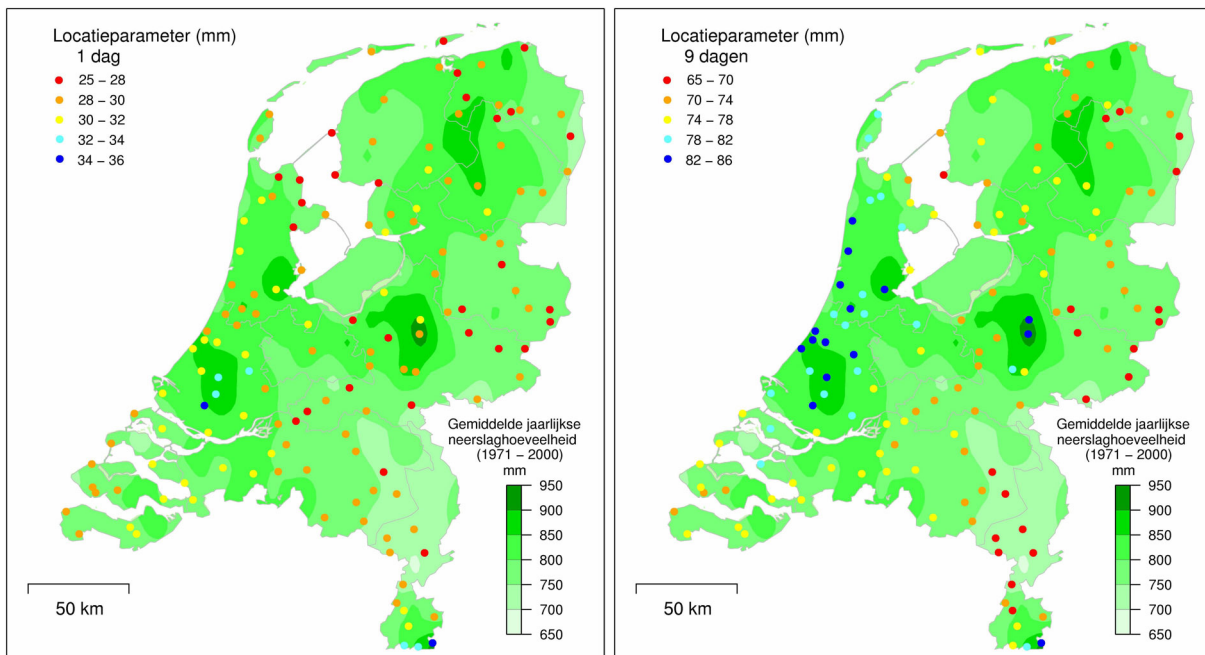 Locatieparameter (mm)
1 dag
25 – 28
28 – 30
30 – 32
32 – 34
34 – 36
Gemiddelde jaarlijkse
neerslaghoeveelheid
(1971 – 2000)
mm
950
900
850
800
750
700
650
50 km
Locatieparameter (mm)
9 dagen
65 – 70
70 – 74
74 – 78
78 – 82
82 – 86
Gemiddelde jaarlijkse
neerslaghoeveelheid
(1971 – 2000)
mm
950
900
850
800
750
700
650
50 km